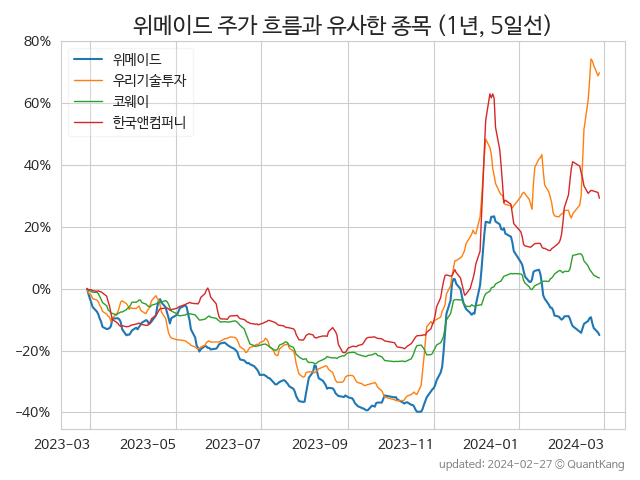 위메이드 주가 흐름과 유사한 종목 (1년, 5일선)
80%
60%
40%
20%
0%
−20%
−40%
위메이드
우리기술투자
코웨이
한국앤컴퍼니
2023-03 2023-05 2023-07 2023-09 2023-11 2024-01 2024-03
updated: 2024-02-27 © QuantKang